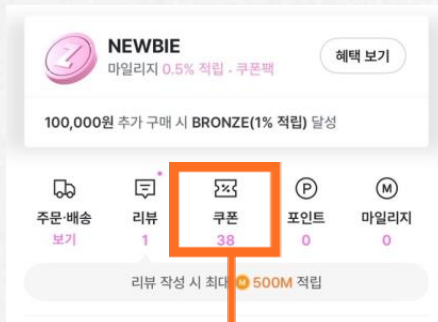 NEWBIE
마일리지 0.5% 적립 · 쿠폰팩
혜택 보기
100,000원 추가 구매 시 BRONZE(1% 적립) 달성
주문·배송 리뷰 쿠폰 포인트 마일리지
보기 1 38 0 0
리뷰 작성 시 최대 M 500M 적립